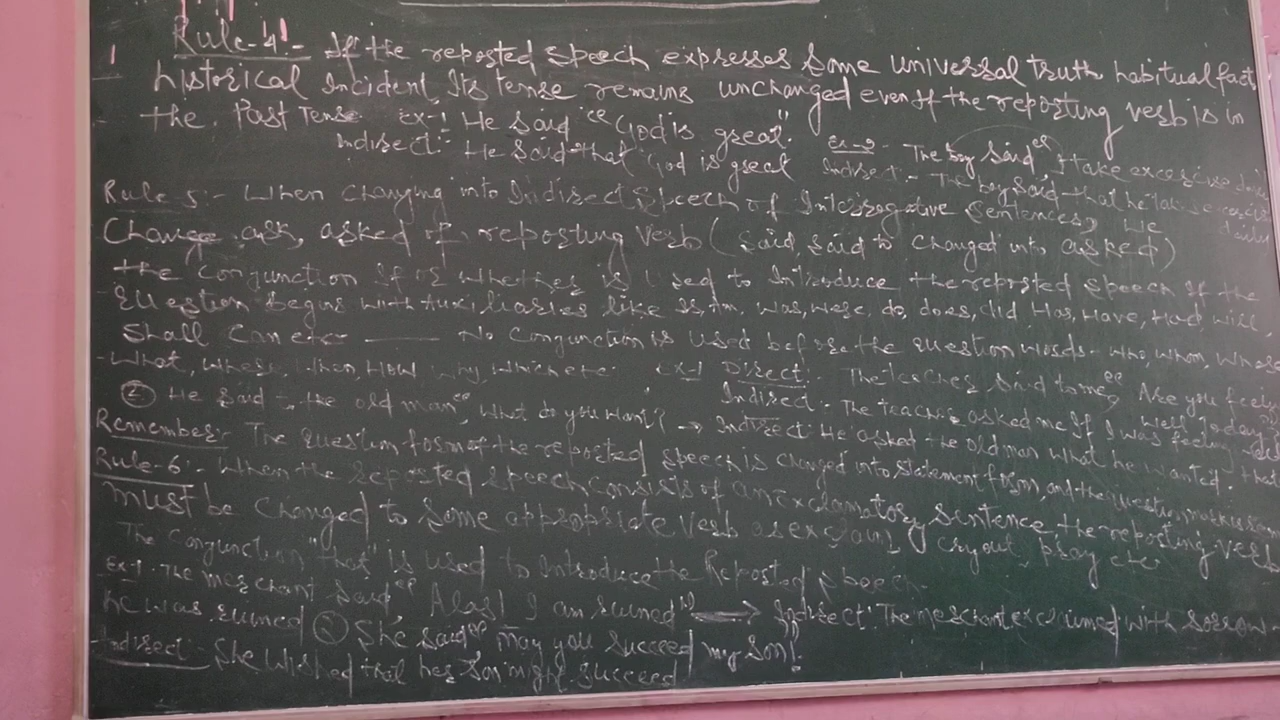 Rule-4:- If the reposted speech expresses some universal truth habitual fact
historical Incident Its tense remains unchanged even If the reporting verb is in
the Past Tense ex-1 He said "God is great"
Indirect:- He said that God is great
ex-2- The boy said "I take excercise daily
Indirect:- The boy said that he takes excercise
daily
Rule-5:- When changing into Indirect speech of Interrogative sentences, we
Change ask, asked of reporting verb (said, said to changed into asked)
the conjunction If or whether is used to Introduce the reported speech If the
Question begins with Auxiliaries like Is, Am, was, were, do, does, did, Has, Have, Had, will,
Shall Can etc —— No Conjunction is used before the question words- who, whom, whose
What, where, When, How, why, which etc. ex-1 Direct:- The teacher said to me "Are you feeling
well today
Indirect:- The teacher asked me If I was feeling well
② He said to the old man "What do you want? → Indirect: He asked the old man what he wanted. that
Remember:- The question form of the reported speech is changed into statement form, and the question mark is
Rule-6:- When the reposted speech consists of an exclamatory sentence the reporting verb
must be changed to some appropriate verb as exclaim, cry out, pray etc
The Conjunction "that" is used to Introduce the Reposted speech
ex-1. The merchant said "Alas! I am ruined" → Indirect: The merchant exclaimed with sorrow
he was ruined ② She said "may you succeed my son!"
Indirect:- She Wished that her son might succeed